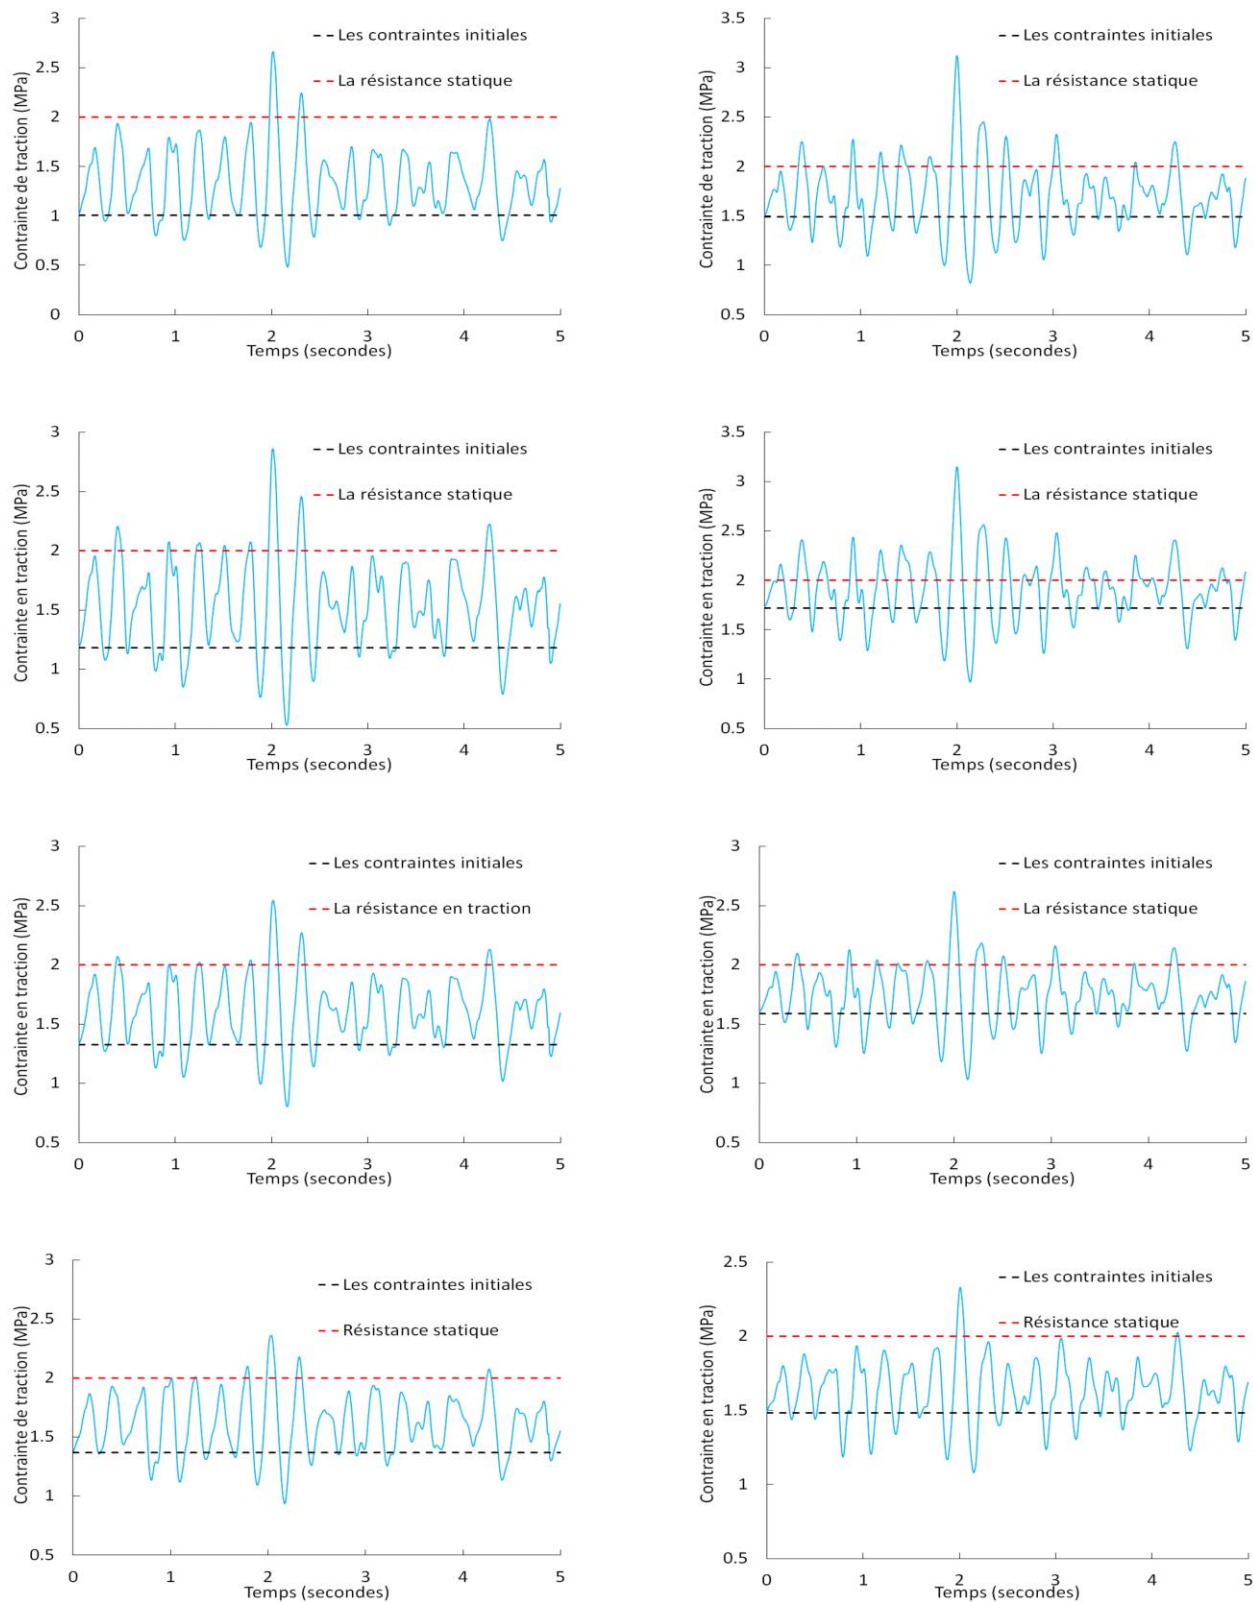 3
2.5
2
1.5
1
0.5
0
Contrainte de traction (MPa)
Les contraintes initiales
La résistance statique
0 1 2 3 4 5
Temps (secondes)
3.5
3
2.5
2
1.5
1
0.5
Contrainte de traction (MPa)
Les contraintes initiales
La résistance statique
0 1 2 3 4 5
Temps (secondes)
3
2.5
2
1.5
1
0.5
Contrainte en traction (MPa)
Les contraintes initiales
La résistance statique
0 1 2 3 4 5
Temps (secondes)
3.5
3
2.5
2
1.5
1
0.5
Contrainte en traction (MPa)
Les contraintes initiales
La résistance statique
0 1 2 3 4 5
Temps (secondes)
3
2.5
2
1.5
1
0.5
Contrainte en traction (MPa)
Les contraintes initiales
La résistance en traction
0 1 2 3 4 5
Temps (secondes)
3
2.5
2
1.5
1
0.5
Contrainte en traction (MPa)
Les contraintes initiales
La résistance statique
0 1 2 3 4 5
Temps (secondes)
3
2.5
2
1.5
1
0.5
Contrainte de traction (MPa)
Les contraintes initiales
Résistance statique
0 1 2 3 4 5
Temps (secondes)
2.5
2
1.5
1
0.5
Contrainte en traction (MPa)
Les contraintes initiales
Résistance statique
0 1 2 3 4 5
Temps (secondes)